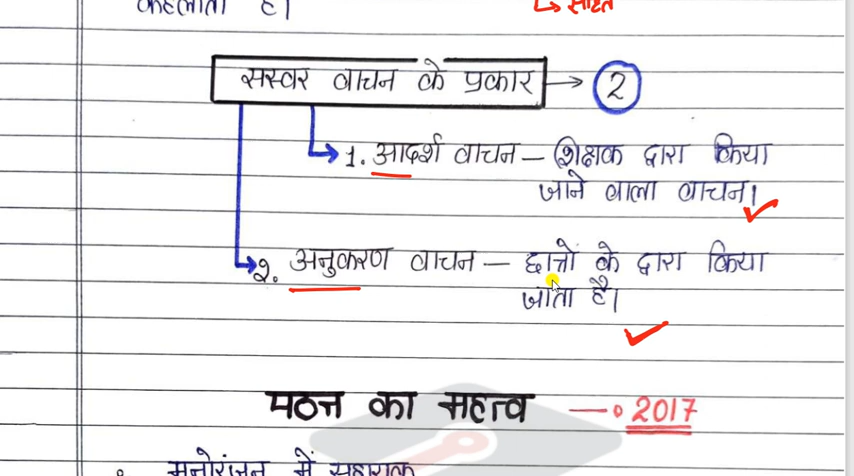 कहलाता है।
↳ सहित
सस्वर वाचन के प्रकार → 2
1. आदर्श वाचन – शिक्षक द्वारा किया
जाने वाला वाचन।
2. अनुकरण वाचन – छात्रों के द्वारा किया
जाता है।
पठन का महत्व —• 2017
मनोरंजन में सहायक